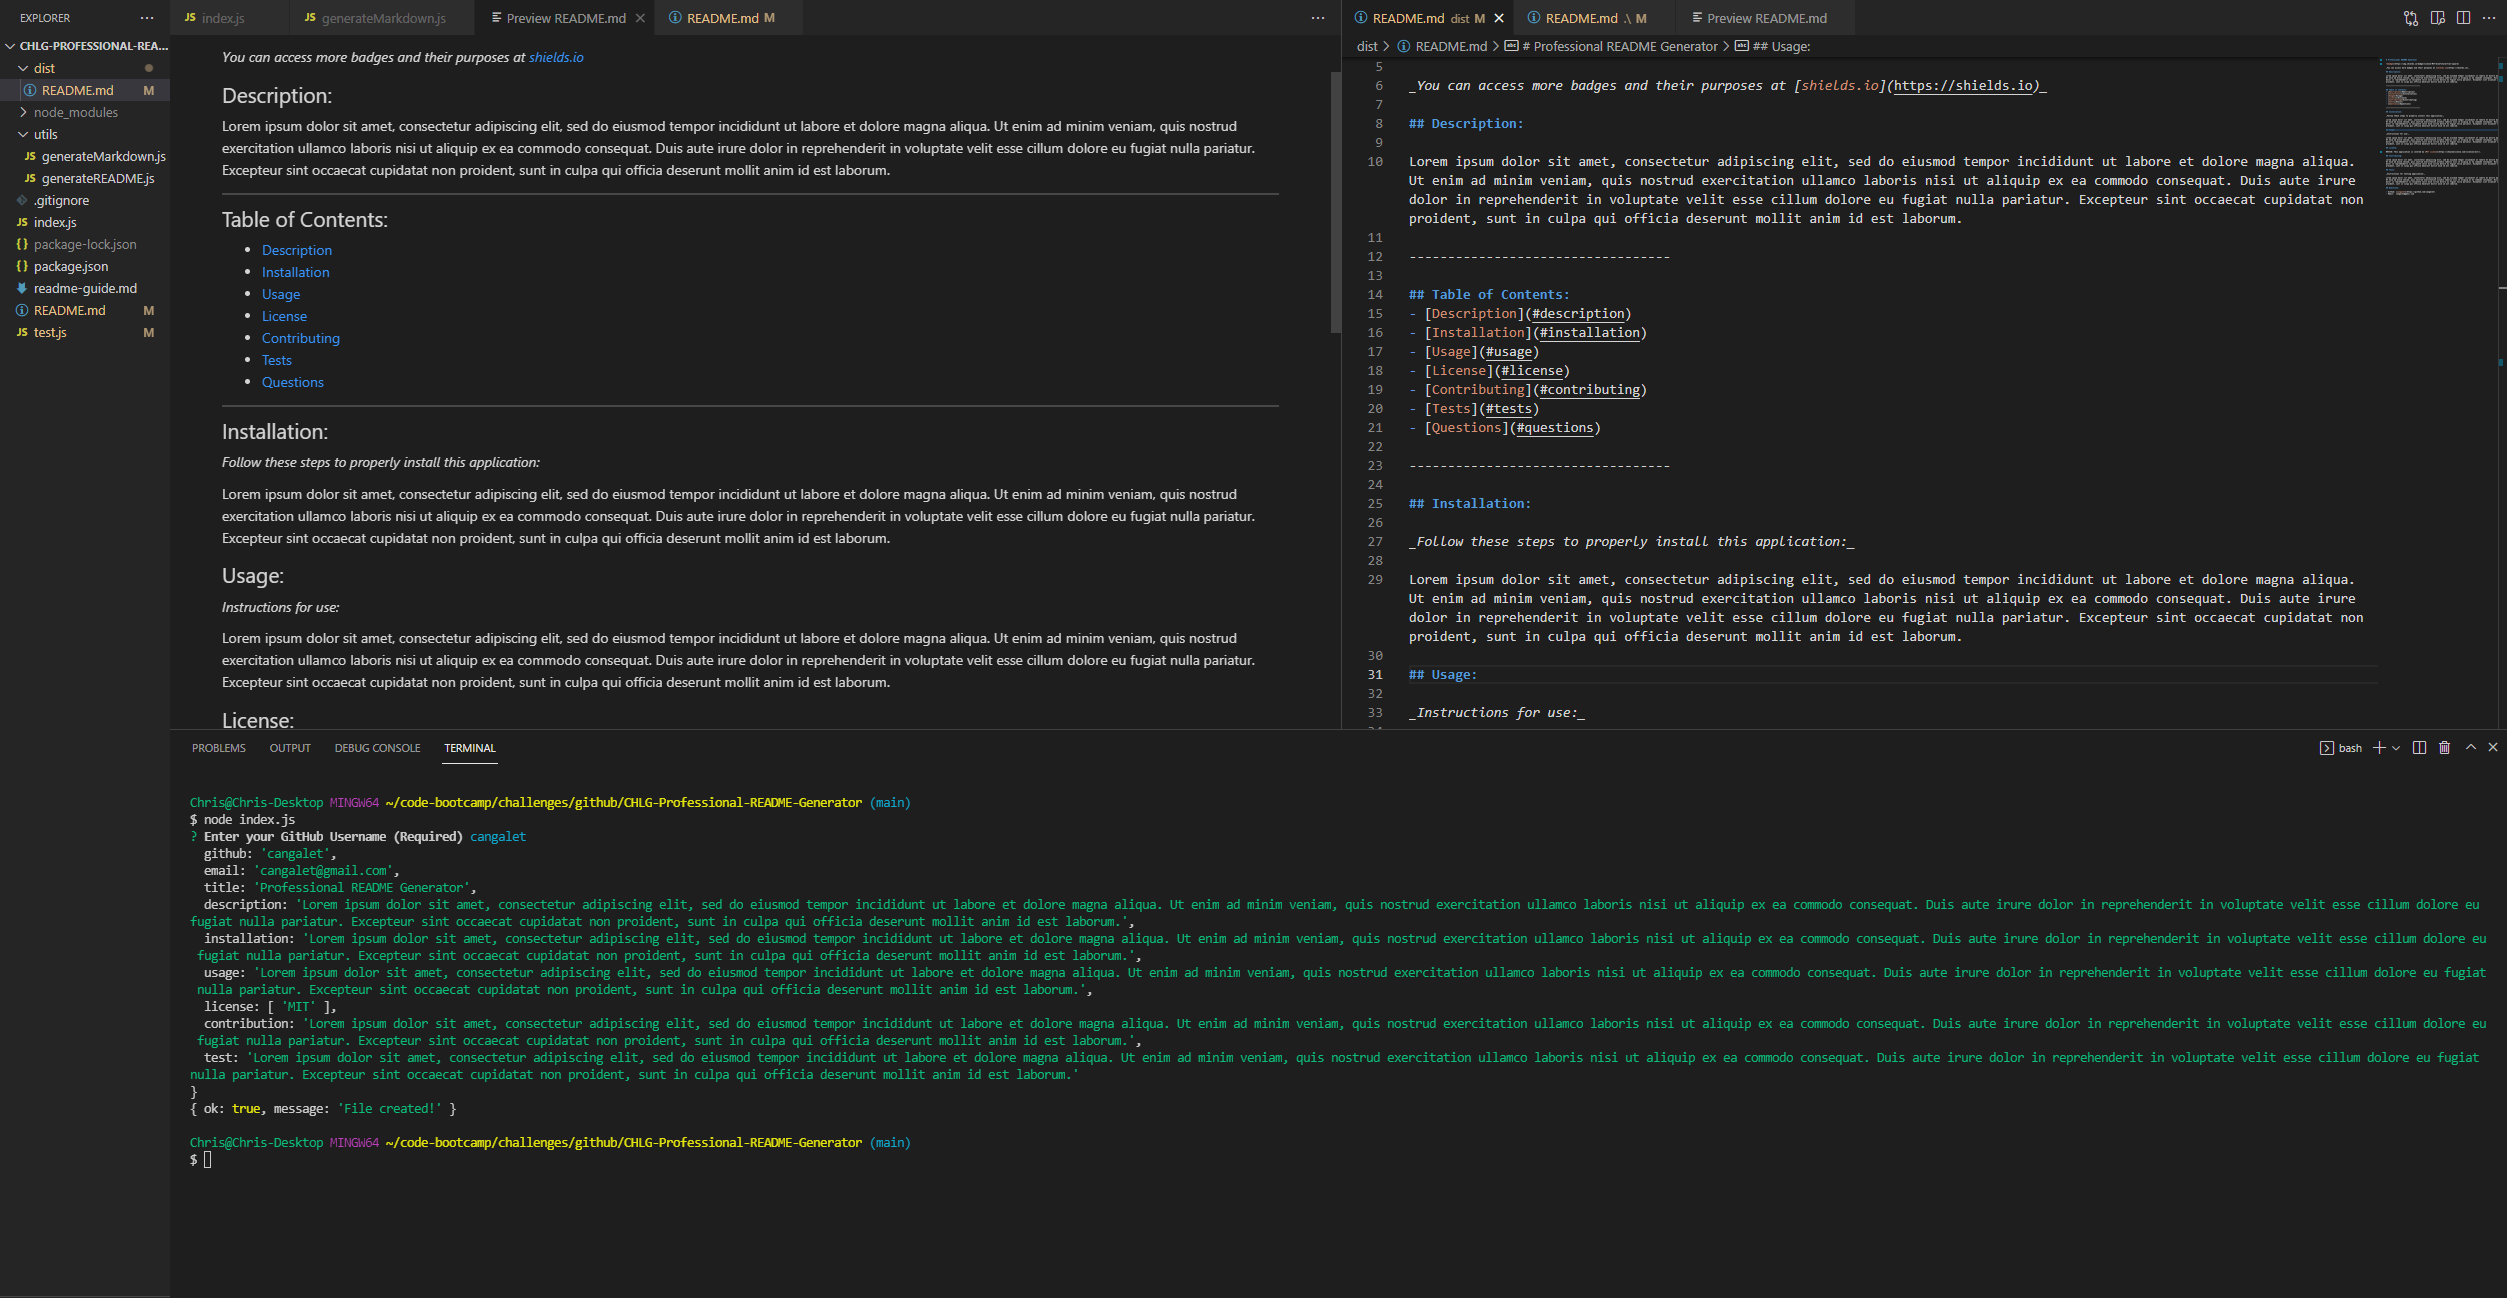 EXPLORER
CHLG-PROFESSIONAL-REA...
dist
README.md M
node_modules
utils
JS generateMarkdown.js
JS generateREADME.js
.gitignore
JS index.js
{} package-lock.json
{} package.json
readme-guide.md
README.md M
JS test.js M
JS index.js JS generateMarkdown.js Preview README.md README.md M
You can access more badges and their purposes at shields.io
Description:
Lorem ipsum dolor sit amet, consectetur adipiscing elit, sed do eiusmod tempor incididunt ut labore et dolore magna aliqua. Ut enim ad minim veniam, quis nostrud
exercitation ullamco laboris nisi ut aliquip ex ea commodo consequat. Duis aute irure dolor in reprehenderit in voluptate velit esse cillum dolore eu fugiat nulla pariatur.
Excepteur sint occaecat cupidatat non proident, sunt in culpa qui officia deserunt mollit anim id est laborum.
Table of Contents:
• Description
• Installation
• Usage
• License
• Contributing
• Tests
• Questions
Installation:
Follow these steps to properly install this application:
Lorem ipsum dolor sit amet, consectetur adipiscing elit, sed do eiusmod tempor incididunt ut labore et dolore magna aliqua. Ut enim ad minim veniam, quis nostrud
exercitation ullamco laboris nisi ut aliquip ex ea commodo consequat. Duis aute irure dolor in reprehenderit in voluptate velit esse cillum dolore eu fugiat nulla pariatur.
Excepteur sint occaecat cupidatat non proident, sunt in culpa qui officia deserunt mollit anim id est laborum.
Usage:
Instructions for use:
Lorem ipsum dolor sit amet, consectetur adipiscing elit, sed do eiusmod tempor incididunt ut labore et dolore magna aliqua. Ut enim ad minim veniam, quis nostrud
exercitation ullamco laboris nisi ut aliquip ex ea commodo consequat. Duis aute irure dolor in reprehenderit in voluptate velit esse cillum dolore eu fugiat nulla pariatur.
Excepteur sint occaecat cupidatat non proident, sunt in culpa qui officia deserunt mollit anim id est laborum.
License:
README.md dist M README.md .\ M Preview README.md
dist > README.md > # Professional README Generator > ## Usage:
5
6 _You can access more badges and their purposes at [shields.io](https://shields.io)_
7
8 ## Description:
9
10 Lorem ipsum dolor sit amet, consectetur adipiscing elit, sed do eiusmod tempor incididunt ut labore et dolore magna aliqua.
Ut enim ad minim veniam, quis nostrud exercitation ullamco laboris nisi ut aliquip ex ea commodo consequat. Duis aute irure
dolor in reprehenderit in voluptate velit esse cillum dolore eu fugiat nulla pariatur. Excepteur sint occaecat cupidatat non
proident, sunt in culpa qui officia deserunt mollit anim id est laborum.
11
12 ----------------------------------
13
14 ## Table of Contents:
15 - [Description](#description)
16 - [Installation](#installation)
17 - [Usage](#usage)
18 - [License](#license)
19 - [Contributing](#contributing)
20 - [Tests](#tests)
21 - [Questions](#questions)
22
23 ----------------------------------
24
25 ## Installation:
26
27 _Follow these steps to properly install this application:_
28
29 Lorem ipsum dolor sit amet, consectetur adipiscing elit, sed do eiusmod tempor incididunt ut labore et dolore magna aliqua.
Ut enim ad minim veniam, quis nostrud exercitation ullamco laboris nisi ut aliquip ex ea commodo consequat. Duis aute irure
dolor in reprehenderit in voluptate velit esse cillum dolore eu fugiat nulla pariatur. Excepteur sint occaecat cupidatat non
proident, sunt in culpa qui officia deserunt mollit anim id est laborum.
30
31 ## Usage:
32
33 _Instructions for use:_
PROBLEMS OUTPUT DEBUG CONSOLE TERMINAL
bash
Chris@Chris-Desktop MINGW64 ~/code-bootcamp/challenges/github/CHLG-Professional-README-Generator (main)
$ node index.js
? Enter your GitHub Username (Required) cangalet
github: 'cangalet',
email: 'cangalet@gmail.com',
title: 'Professional README Generator',
description: 'Lorem ipsum dolor sit amet, consectetur adipiscing elit, sed do eiusmod tempor incididunt ut labore et dolore magna aliqua. Ut enim ad minim veniam, quis nostrud exercitation ullamco laboris nisi ut aliquip ex ea commodo consequat. Duis aute irure dolor in reprehenderit in voluptate velit esse cillum dolore eu
fugiat nulla pariatur. Excepteur sint occaecat cupidatat non proident, sunt in culpa qui officia deserunt mollit anim id est laborum.',
installation: 'Lorem ipsum dolor sit amet, consectetur adipiscing elit, sed do eiusmod tempor incididunt ut labore et dolore magna aliqua. Ut enim ad minim veniam, quis nostrud exercitation ullamco laboris nisi ut aliquip ex ea commodo consequat. Duis aute irure dolor in reprehenderit in voluptate velit esse cillum dolore eu
fugiat nulla pariatur. Excepteur sint occaecat cupidatat non proident, sunt in culpa qui officia deserunt mollit anim id est laborum.',
usage: 'Lorem ipsum dolor sit amet, consectetur adipiscing elit, sed do eiusmod tempor incididunt ut labore et dolore magna aliqua. Ut enim ad minim veniam, quis nostrud exercitation ullamco laboris nisi ut aliquip ex ea commodo consequat. Duis aute irure dolor in reprehenderit in voluptate velit esse cillum dolore eu fugiat
nulla pariatur. Excepteur sint occaecat cupidatat non proident, sunt in culpa qui officia deserunt mollit anim id est laborum.',
license: [ 'MIT' ],
contribution: 'Lorem ipsum dolor sit amet, consectetur adipiscing elit, sed do eiusmod tempor incididunt ut labore et dolore magna aliqua. Ut enim ad minim veniam, quis nostrud exercitation ullamco laboris nisi ut aliquip ex ea commodo consequat. Duis aute irure dolor in reprehenderit in voluptate velit esse cillum dolore eu
fugiat nulla pariatur. Excepteur sint occaecat cupidatat non proident, sunt in culpa qui officia deserunt mollit anim id est laborum.',
test: 'Lorem ipsum dolor sit amet, consectetur adipiscing elit, sed do eiusmod tempor incididunt ut labore et dolore magna aliqua. Ut enim ad minim veniam, quis nostrud exercitation ullamco laboris nisi ut aliquip ex ea commodo consequat. Duis aute irure dolor in reprehenderit in voluptate velit esse cillum dolore eu fugiat
nulla pariatur. Excepteur sint occaecat cupidatat non proident, sunt in culpa qui officia deserunt mollit anim id est laborum.'
}
{ ok: true, message: 'File created!' }
Chris@Chris-Desktop MINGW64 ~/code-bootcamp/challenges/github/CHLG-Professional-README-Generator (main)
$